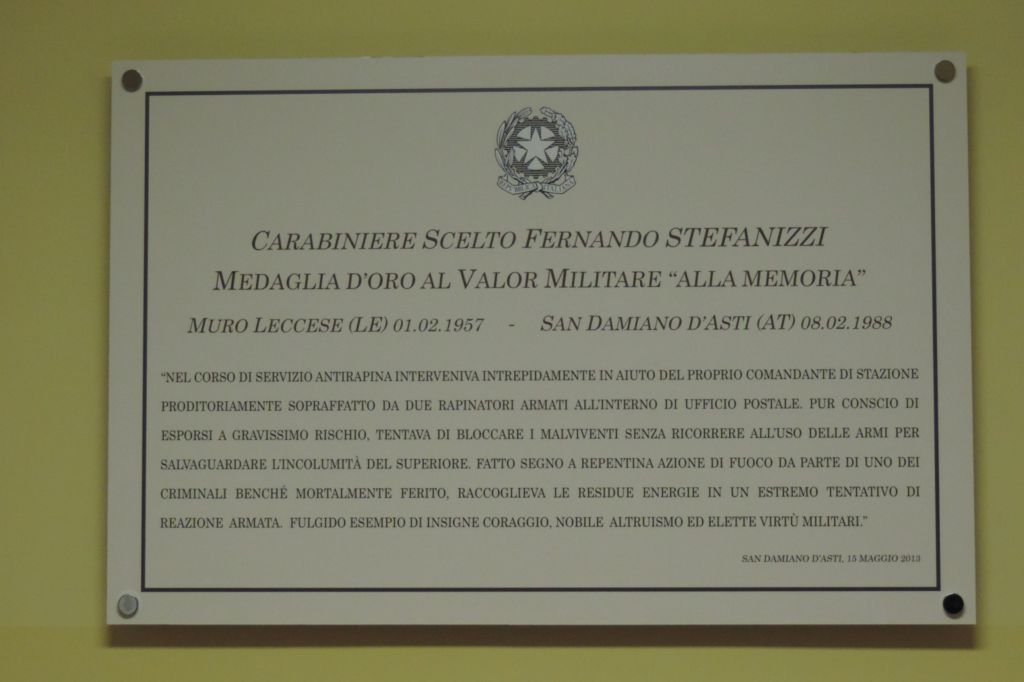 REPVBBLICA ITALIANA
CARABINIERE SCELTO FERNANDO STEFANIZZI
MEDAGLIA D'ORO AL VALOR MILITARE “ALLA MEMORIA”
MURO LECCESE (LE) 01.02.1957 - SAN DAMIANO D'ASTI (AT) 08.02.1988
“NEL CORSO DI SERVIZIO ANTIRAPINA INTERVENIVA INTREPIDAMENTE IN AIUTO DEL PROPRIO COMANDANTE DI STAZIONE
PRODITORIAMENTE SOPRAFFATTO DA DUE RAPINATORI ARMATI ALL'INTERNO DI UFFICIO POSTALE. PUR CONSCIO DI
ESPORSI A GRAVISSIMO RISCHIO, TENTAVA DI BLOCCARE I MALVIVENTI SENZA RICORRERE ALL'USO DELLE ARMI PER
SALVAGUARDARE L'INCOLUMITÀ DEL SUPERIORE. FATTO SEGNO A REPENTINA AZIONE DI FUOCO DA PARTE DI UNO DEI
CRIMINALI BENCHÉ MORTALMENTE FERITO, RACCOGLIEVA LE RESIDUE ENERGIE IN UN ESTREMO TENTATIVO DI
REAZIONE ARMATA. FULGIDO ESEMPIO DI INSIGNE CORAGGIO, NOBILE ALTRUISMO ED ELETTE VIRTÙ MILITARI.”
SAN DAMIANO D'ASTI, 15 MAGGIO 2013